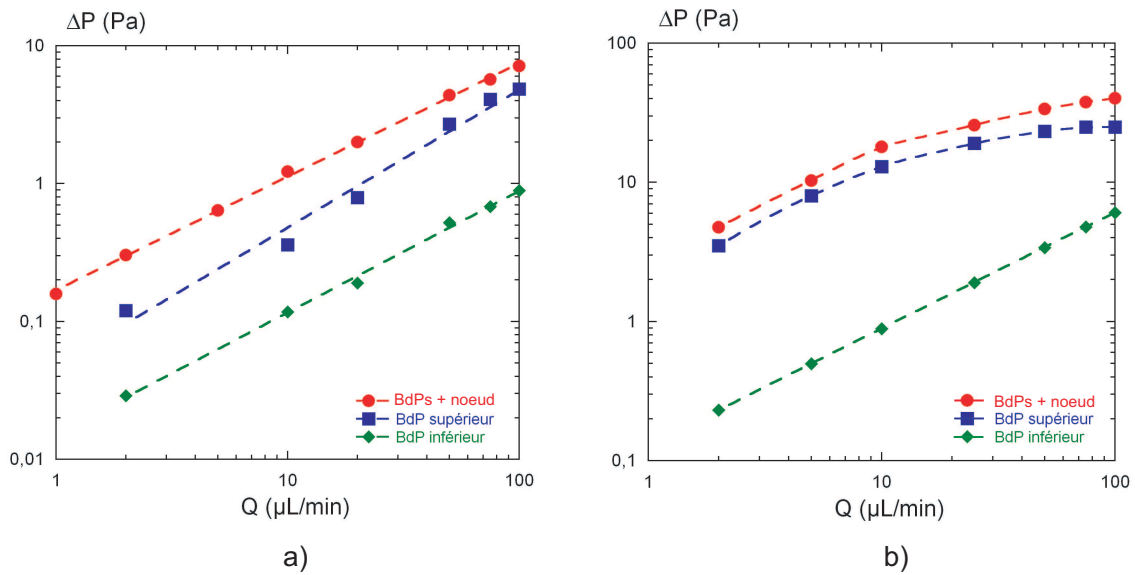 ΔP (Pa)
10
1
0,1
0,01
1
10
100
Q (µL/min)
BdPs + noeud
BdP supérieur
BdP inférieur
a)
ΔP (Pa)
100
10
1
0,1
1
10
100
Q (µL/min)
BdPs + noeud
BdP supérieur
BdP inférieur
b)